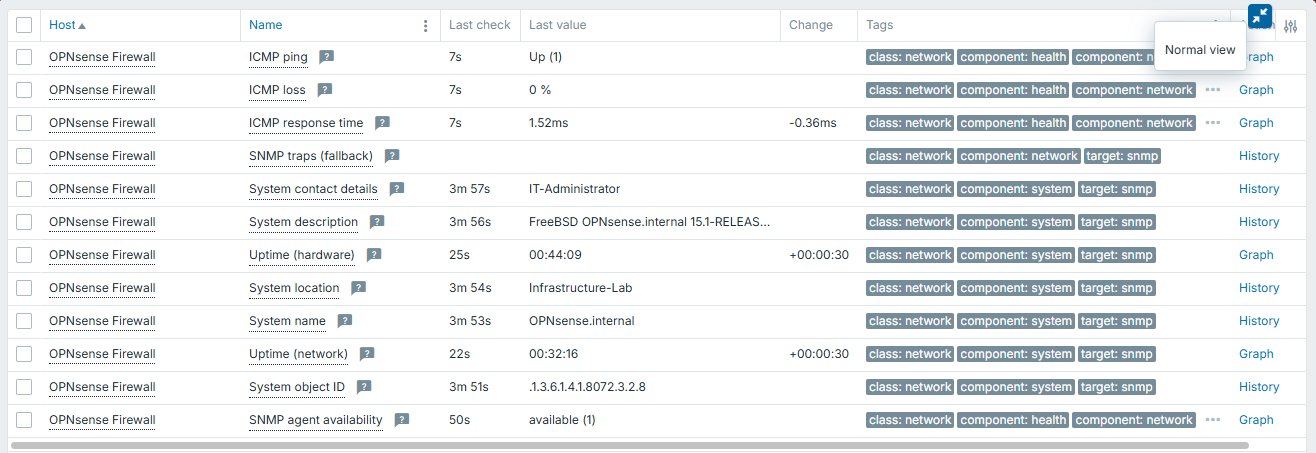 Host Name Last check Last value Change Tags
Normal view
OPNsense Firewall ICMP ping ? 7s Up (1) class: network component: health Graph
OPNsense Firewall ICMP loss ? 7s 0 % class: network component: health component: network ••• Graph
OPNsense Firewall ICMP response time ? 7s 1.52ms -0.36ms class: network component: health component: network ••• Graph
OPNsense Firewall SNMP traps (fallback) ? class: network component: network target: snmp History
OPNsense Firewall System contact details ? 3m 57s IT-Administrator class: network component: system target: snmp History
OPNsense Firewall System description ? 3m 56s FreeBSD OPNsense.internal 15.1-RELEAS... class: network component: system target: snmp History
OPNsense Firewall Uptime (hardware) ? 25s 00:44:09 +00:00:30 class: network component: system target: snmp Graph
OPNsense Firewall System location ? 3m 54s Infrastructure-Lab class: network component: system target: snmp History
OPNsense Firewall System name ? 3m 53s OPNsense.internal class: network component: system target: snmp History
OPNsense Firewall Uptime (network) ? 22s 00:32:16 +00:00:30 class: network component: system target: snmp Graph
OPNsense Firewall System object ID ? 3m 51s .1.3.6.1.4.1.8072.3.2.8 class: network component: system target: snmp History
OPNsense Firewall SNMP agent availability ? 50s available (1) class: network component: health component: network ••• Graph